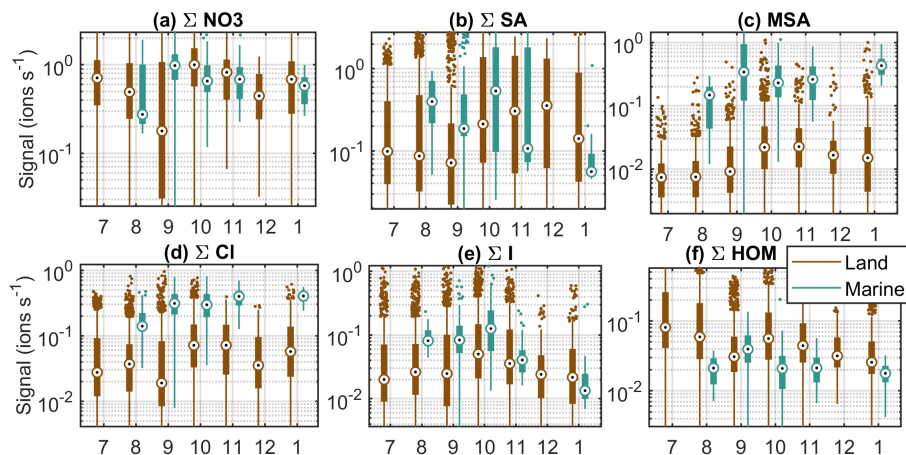 (a) Σ NO3
(b) Σ SA
(c) MSA
Signal (ions s⁻¹)
10⁰
10⁻¹
7 8 9 10 11 12 1
10⁰
10⁻¹
7 8 9 10 11 12 1
10⁰
10⁻¹
10⁻²
7 8 9 10 11 12 1
(d) Σ Cl
(e) Σ I
(f) Σ HOM
Land
Marine
Signal (ions s⁻¹)
10⁰
10⁻¹
10⁻²
7 8 9 10 11 12 1
10⁰
10⁻¹
10⁻²
7 8 9 10 11 12 1
10⁰
10⁻¹
10⁻²
7 8 9 10 11 12 1